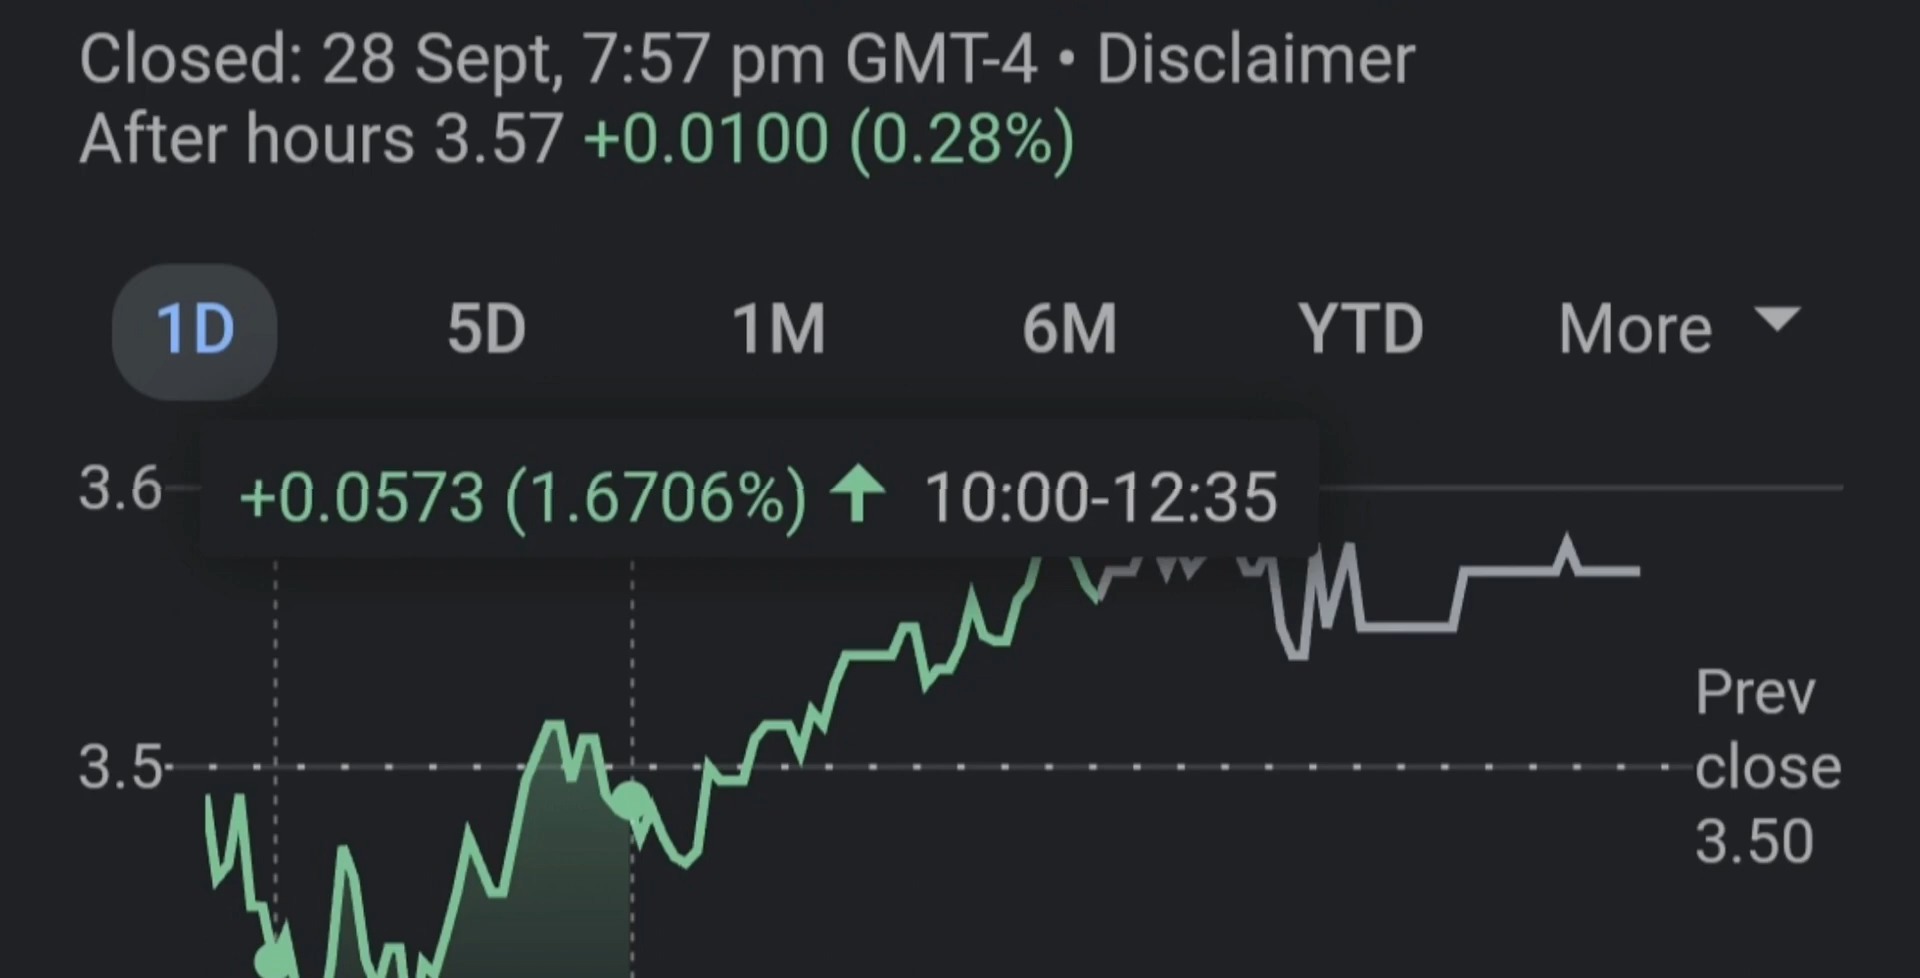 Closed: 28 Sept, 7:57 pm GMT-4 • Disclaimer
After hours 3.57 +0.0100 (0.28%)
1D 5D 1M 6M YTD More
+0.0573 (1.6706%) 10:00-12:35
3.6
3.5
Prev
close
3.50